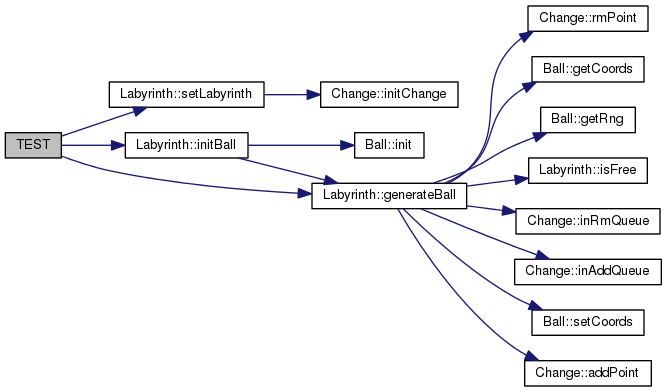 TEST
Labyrinth::setLabyrinth
Change::initChange
Labyrinth::initBall
Ball::init
Labyrinth::generateBall
Change::rmPoint
Ball::getCoords
Ball::getRng
Labyrinth::isFree
Change::inRmQueue
Change::inAddQueue
Ball::setCoords
Change::addPoint